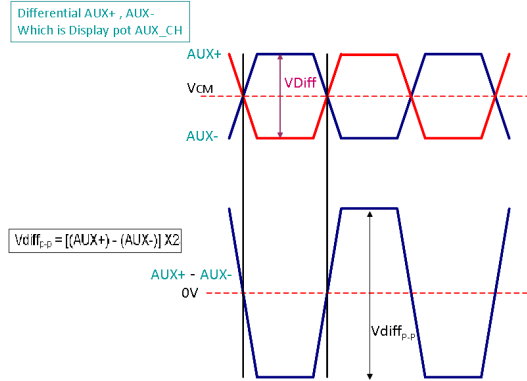 Differential AUX+ , AUX-
Which is Display pot AUX_CH
AUX+
VCM
VDiff
AUX-
Vdiffp-p = [(AUX+) - (AUX-)] X2
AUX+ - AUX-
0V
VdiffP-P